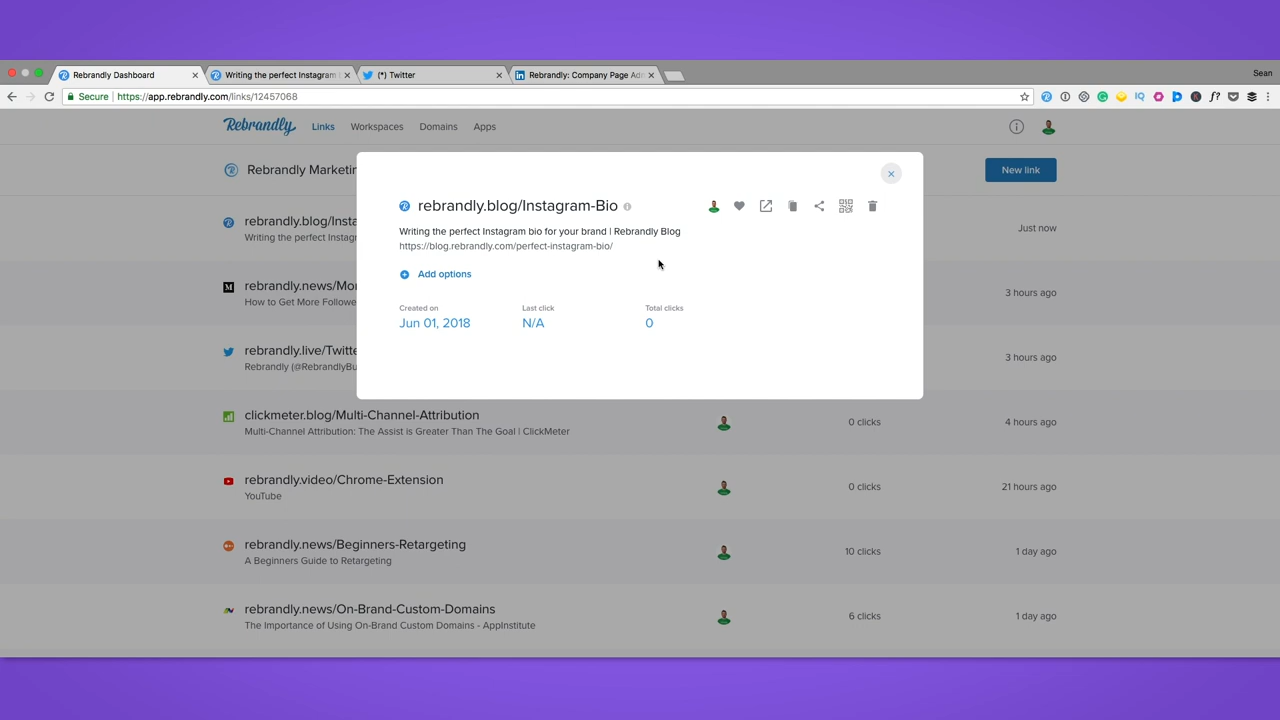 Rebrandly Dashboard
Writing the perfect Instagram
(*) Twitter
Rebrandly: Company Page Adm
Sean
Secure | https://app.rebrandly.com/links/12457068
Rebrandly Links Workspaces Domains Apps
Rebrandly Marketin
New link
rebrandly.blog/Insta
Writing the perfect Instagr
Just now
rebrandly.blog/Instagram-Bio
Writing the perfect Instagram bio for your brand | Rebrandly Blog
https://blog.rebrandly.com/perfect-instagram-bio/
Add options
Created on Last click Total clicks
Jun 01, 2018 N/A 0
rebrandly.news/Mor
How to Get More Followe
3 hours ago
rebrandly.live/Twitte
Rebrandly (@RebrandlyBu
3 hours ago
clickmeter.blog/Multi-Channel-Attribution
Multi-Channel Attribution: The Assist is Greater Than The Goal | ClickMeter
0 clicks 4 hours ago
rebrandly.video/Chrome-Extension
YouTube
0 clicks 21 hours ago
rebrandly.news/Beginners-Retargeting
A Beginners Guide to Retargeting
10 clicks 1 day ago
rebrandly.news/On-Brand-Custom-Domains
The Importance of Using On-Brand Custom Domains - AppInstitute
6 clicks 1 day ago